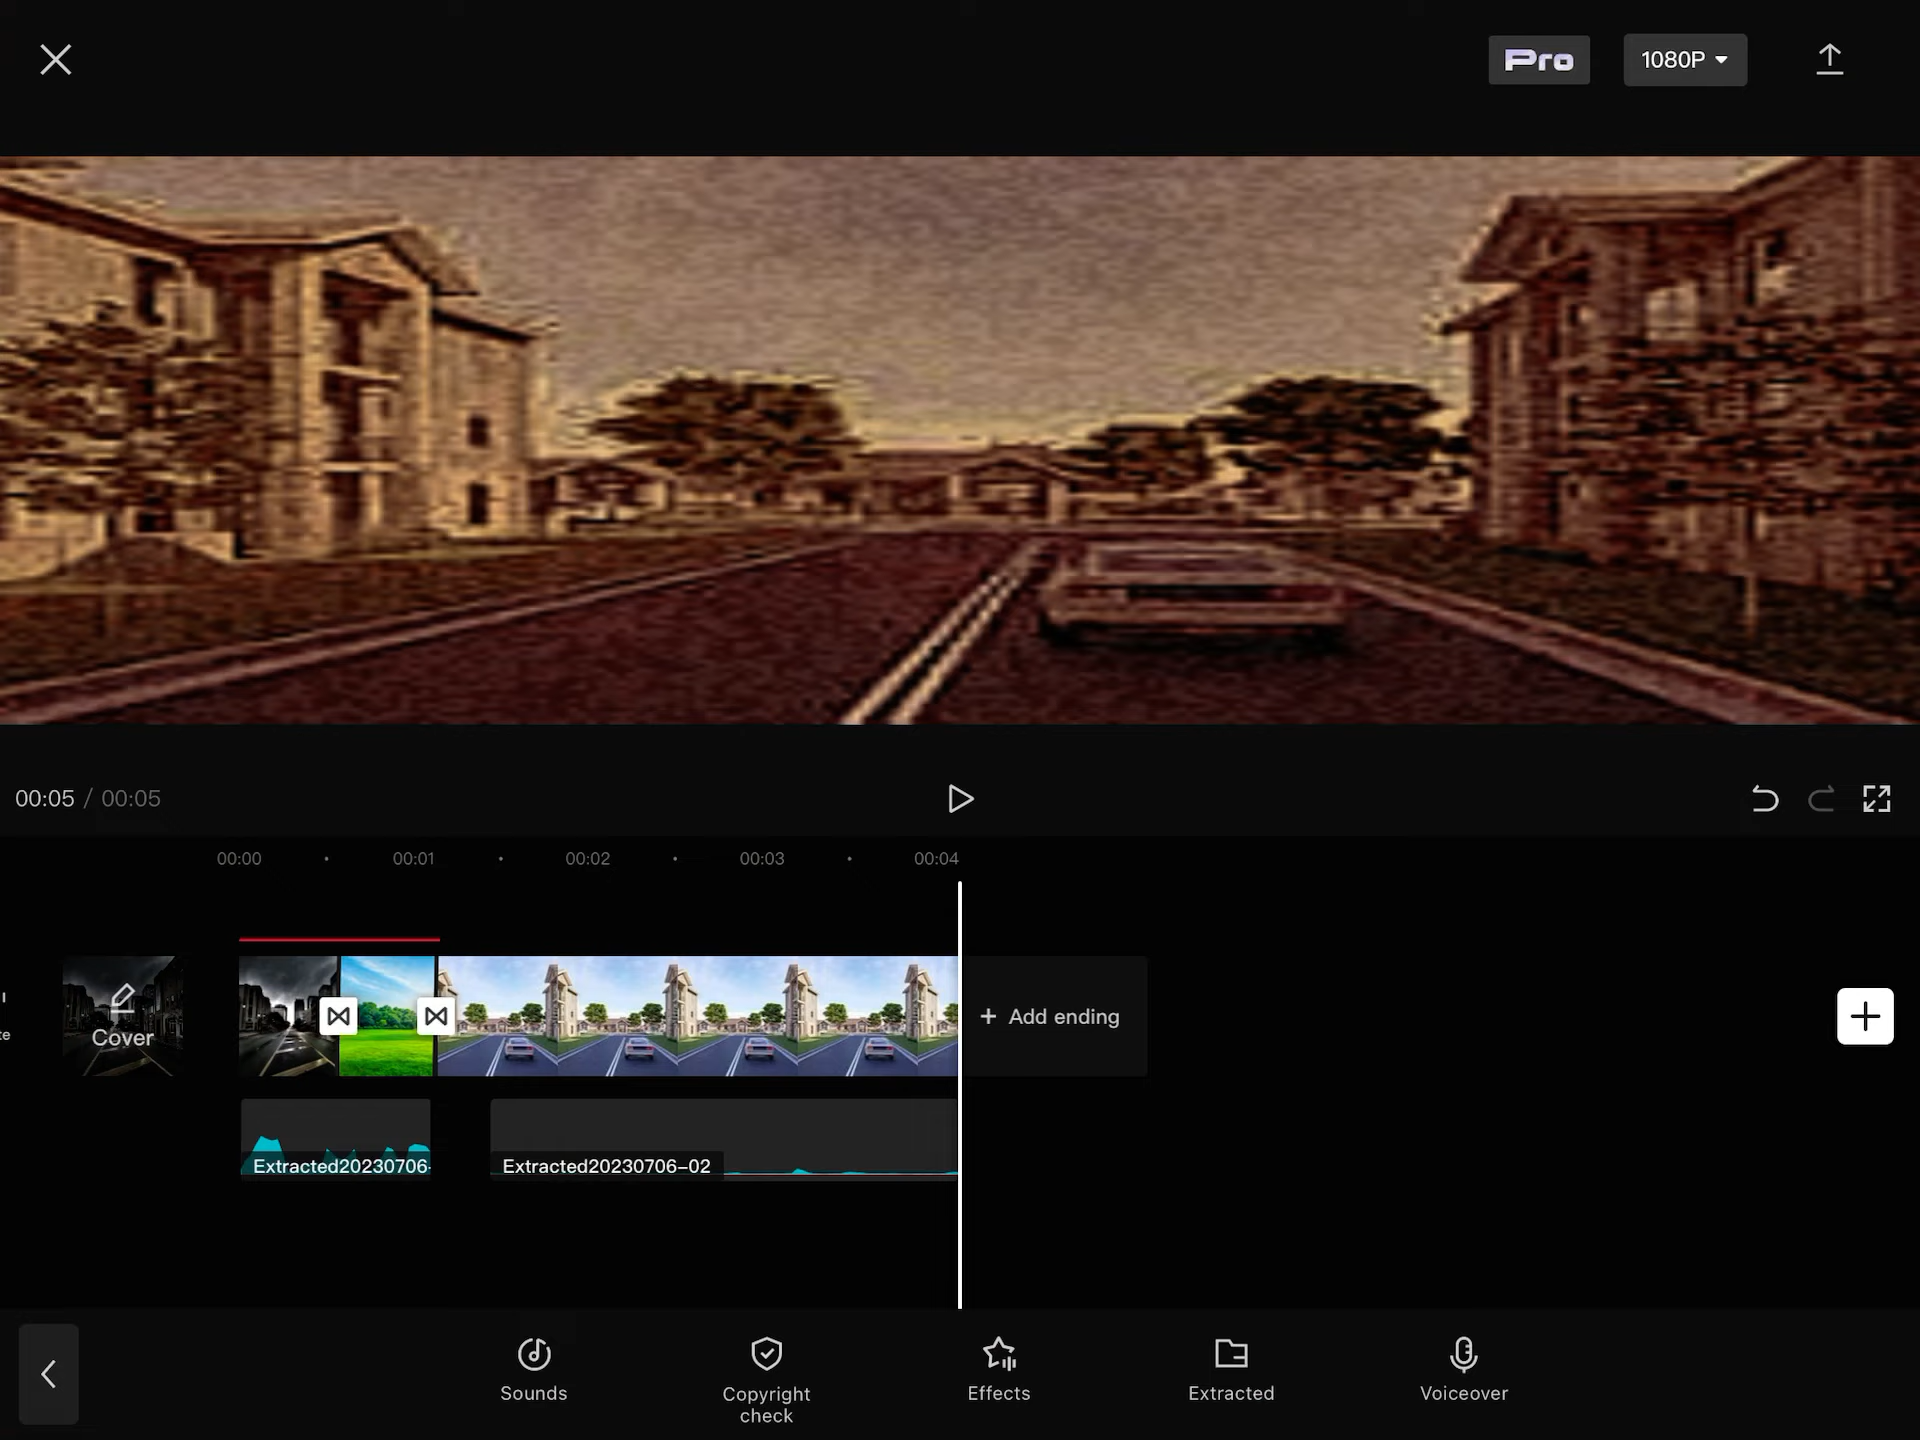 Pro
1080P
00:05 / 00:05
00:00
00:01
00:02
00:03
00:04
Cover
+ Add ending
Extracted20230706-
Extracted20230706-02
Sounds
Copyright
check
Effects
Extracted
Voiceover